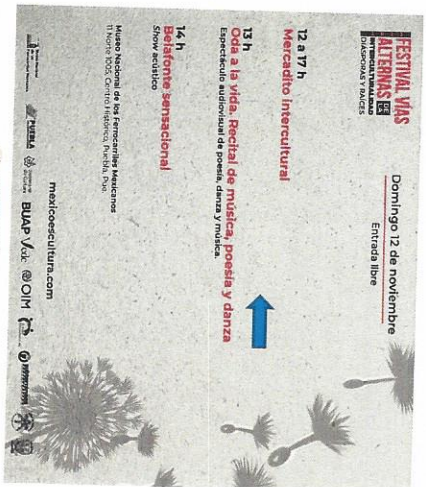 FESTIVAL VÍAS
ALTERNAS DE
INTERCULTURALIDAD
DIÁSPORAS Y RAÍCES
Domingo 12 de noviembre
Entrada libre
12 a 17 h
Mercadito intercultural
13 h
Oda a la vida. Recital de música, poesía y danza
Espectáculo audiovisual de poesía, danza y música.
14 h
Belafonte sensacional
Show acústico
Museo Nacional de los Ferrocarriles Mexicanos
11 Norte 1005, Centro Histórico, Puebla, Pue.
mexicoescultura.com
PUEBLA
BUAP
OIM